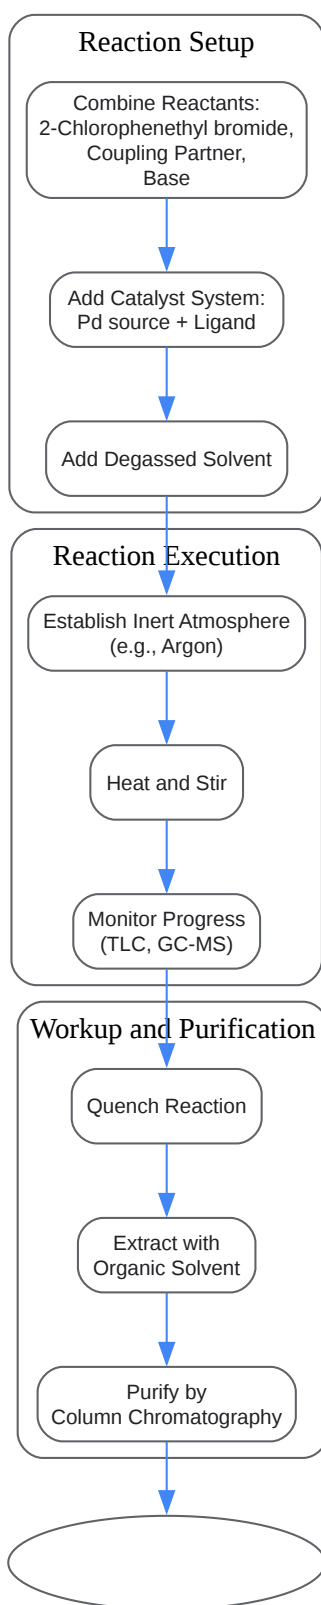 Reaction Setup
Combine Reactants:
2-Chlorophenethyl bromide,
Coupling Partner,
Base
Add Catalyst System:
Pd source + Ligand
Add Degassed Solvent
Reaction Execution
Establish Inert Atmosphere
(e.g., Argon)
Heat and Stir
Monitor Progress
(TLC, GC-MS)
Workup and Purification
Quench Reaction
Extract with
Organic Solvent
Purify by
Column Chromatography